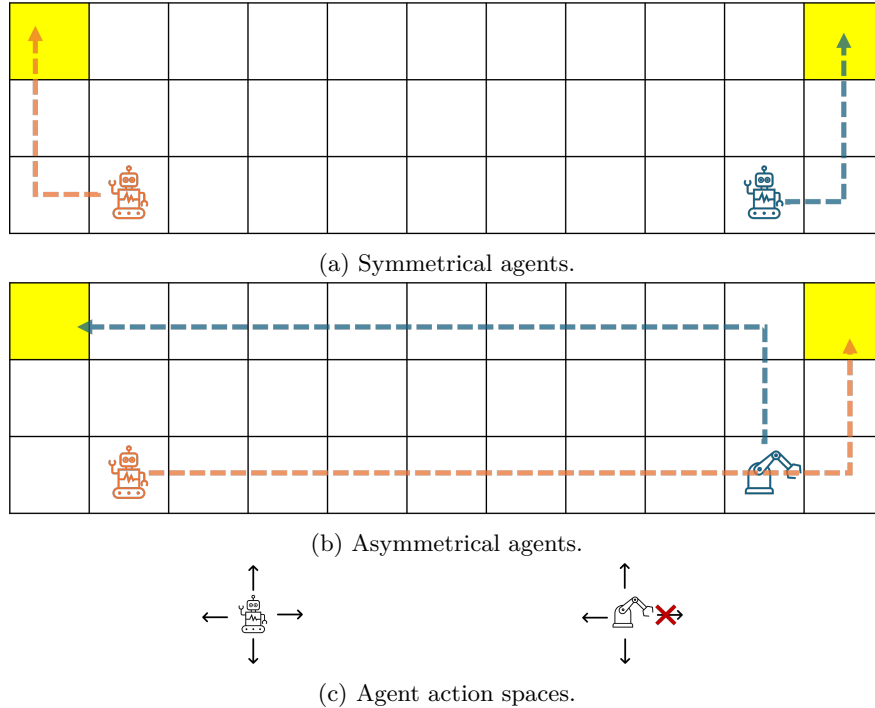 (a) Symmetrical agents.
(b) Asymmetrical agents.
(c) Agent action spaces.